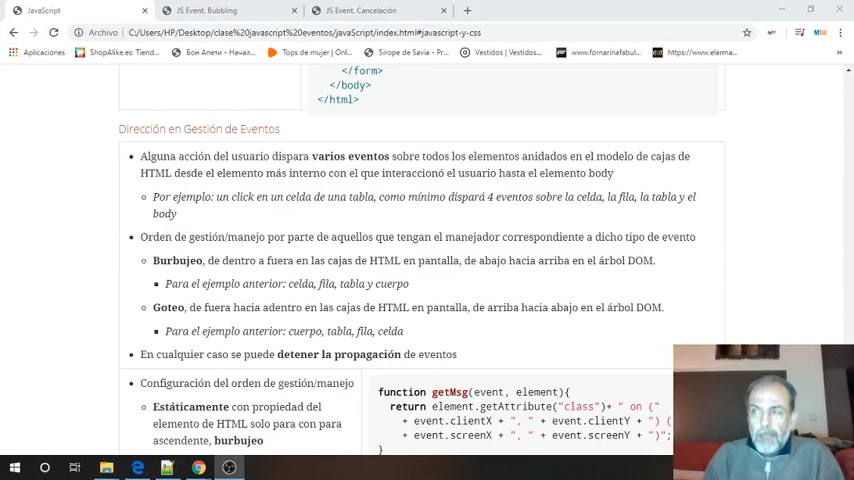 JavaScript
JS Event. Bubbling
JS Event. Cancelación
Archivo
C:/Users/HP/Desktop/clase%20javascript%20eventos/javaScript/index.html#javascript-y-css
Aplicaciones
ShopAlike.es: Tiend...
Бон Апети – Начал...
Tops de mujer | Onl...
Sirope de Savia - Pr...
Vestidos | Vestidos...
www.fornarinafabul...
https://www.elarma...
</form>
</body>
</html>
Dirección en Gestión de Eventos
Alguna acción del usuario dispara varios eventos sobre todos los elementos anidados en el modelo de cajas de
HTML desde el elemento más interno con el que interaccionó el usuario hasta el elemento body
Por ejemplo: un click en un celda de una tabla, como mínimo dispará 4 eventos sobre la celda, la fila, la tabla y el
body
Orden de gestión/manejo por parte de aquellos que tengan el manejador correspondiente a dicho tipo de evento
Burbujeo, de dentro a fuera en las cajas de HTML en pantalla, de abajo hacia arriba en el árbol DOM.
Para el ejemplo anterior: celda, fila, tabla y cuerpo
Goteo, de fuera hacia adentro en las cajas de HTML en pantalla, de arriba hacia abajo en el árbol DOM.
Para el ejemplo anterior: cuerpo, tabla, fila, celda
En cualquier caso se puede detener la propagación de eventos
Configuración del orden de gestión/manejo
Estáticamente con propiedad del
elemento de HTML solo para con para
ascendente, burbujeo
function getMsg(event, element){
return element.getAttribute("class")+ " on ("
+ event.clientX + ", " + event.clientY + ") (
+ event.screenX + ", " + event.screenY + ")";
}